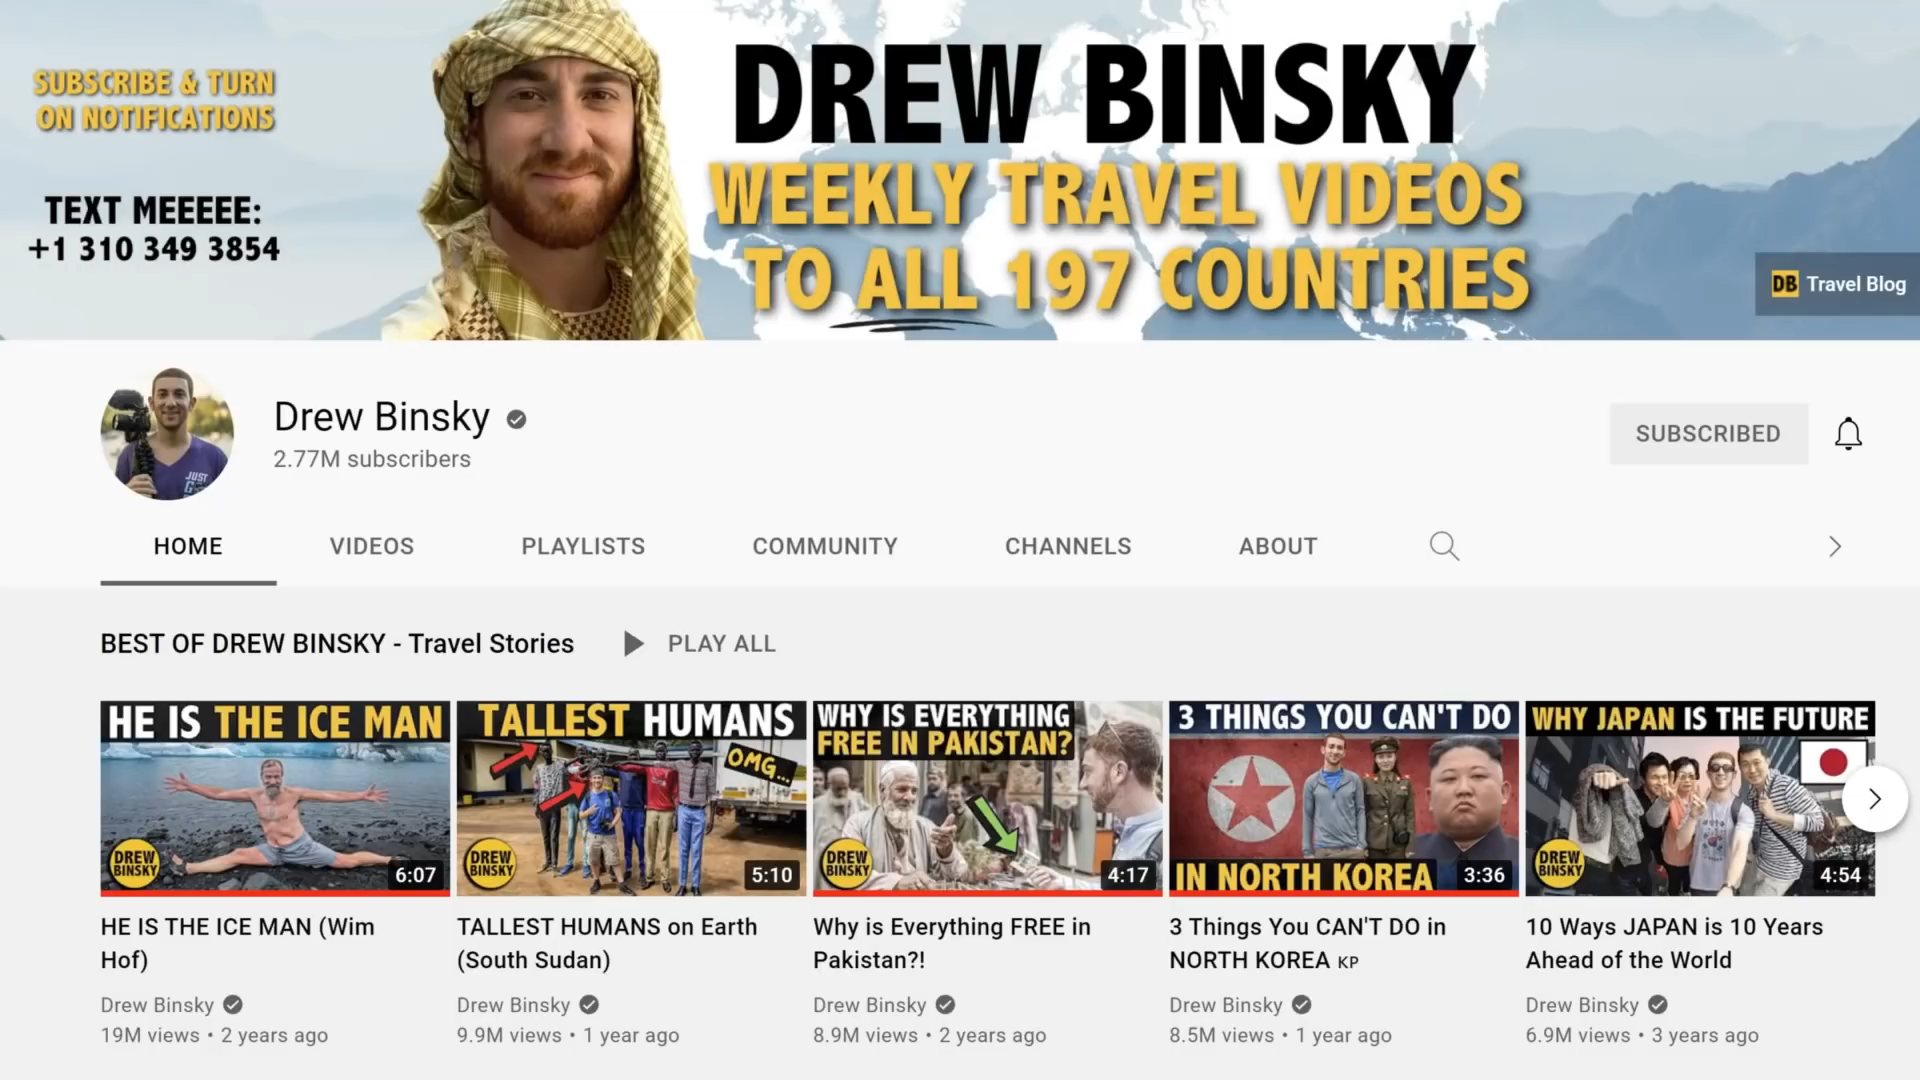 SUBSCRIBE & TURN
ON NOTIFICATIONS
TEXT MEEEEE:
+1 310 349 3854
DREW BINSKY
WEEKLY TRAVEL VIDEOS
TO ALL 197 COUNTRIES
DB Travel Blog
JUST
Drew Binsky
2.77M subscribers
SUBSCRIBED
HOME
VIDEOS
PLAYLISTS
COMMUNITY
CHANNELS
ABOUT
BEST OF DREW BINSKY - Travel Stories
PLAY ALL
HE IS THE ICE MAN
DREW
BINSKY
6:07
HE IS THE ICE MAN (Wim
Hof)
Drew Binsky
19M views • 2 years ago
TALLEST HUMANS
OMG...
DREW
BINSKY
5:10
TALLEST HUMANS on Earth
(South Sudan)
Drew Binsky
9.9M views • 1 year ago
WHY IS EVERYTHING
FREE IN PAKISTAN?
DREW
BINSKY
4:17
Why is Everything FREE in
Pakistan?!
Drew Binsky
8.9M views • 2 years ago
3 THINGS YOU CAN'T DO
IN NORTH KOREA
3:36
3 Things You CAN'T DO in
NORTH KOREA KP
Drew Binsky
8.5M views • 1 year ago
WHY JAPAN IS THE FUTURE
DREW
BINSKY
4:54
10 Ways JAPAN is 10 Years
Ahead of the World
Drew Binsky
6.9M views • 3 years ago